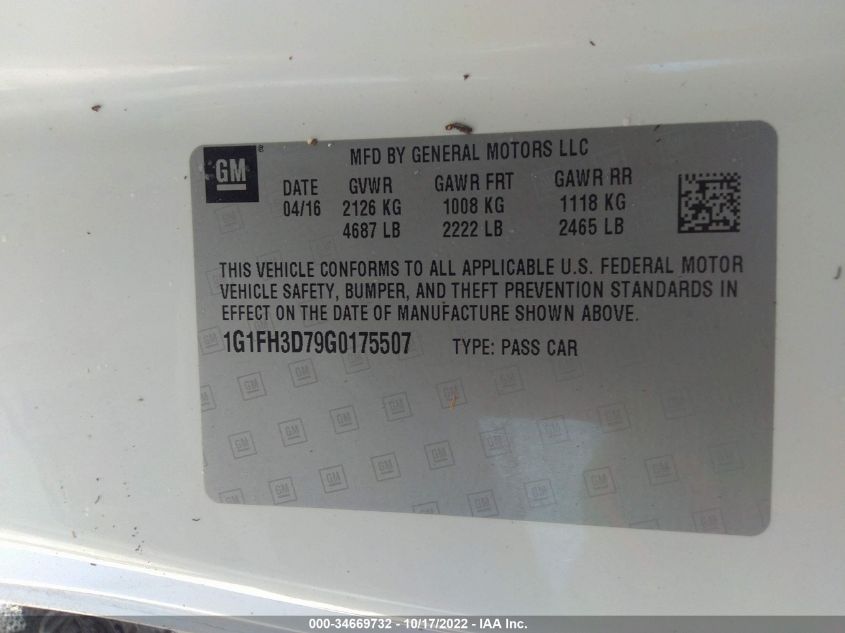 GM
MFD BY GENERAL MOTORS LLC
DATE GVWR GAWR FRT GAWR RR
04/16 2126 KG 1008 KG 1118 KG
4687 LB 2222 LB 2465 LB
THIS VEHICLE CONFORMS TO ALL APPLICABLE U.S. FEDERAL MOTOR
VEHICLE SAFETY, BUMPER, AND THEFT PREVENTION STANDARDS IN
EFFECT ON THE DATE OF MANUFACTURE SHOWN ABOVE.
1G1FH3D79G0175507 TYPE: PASS CAR
000-34669732 - 10/17/2022 - IAA Inc.